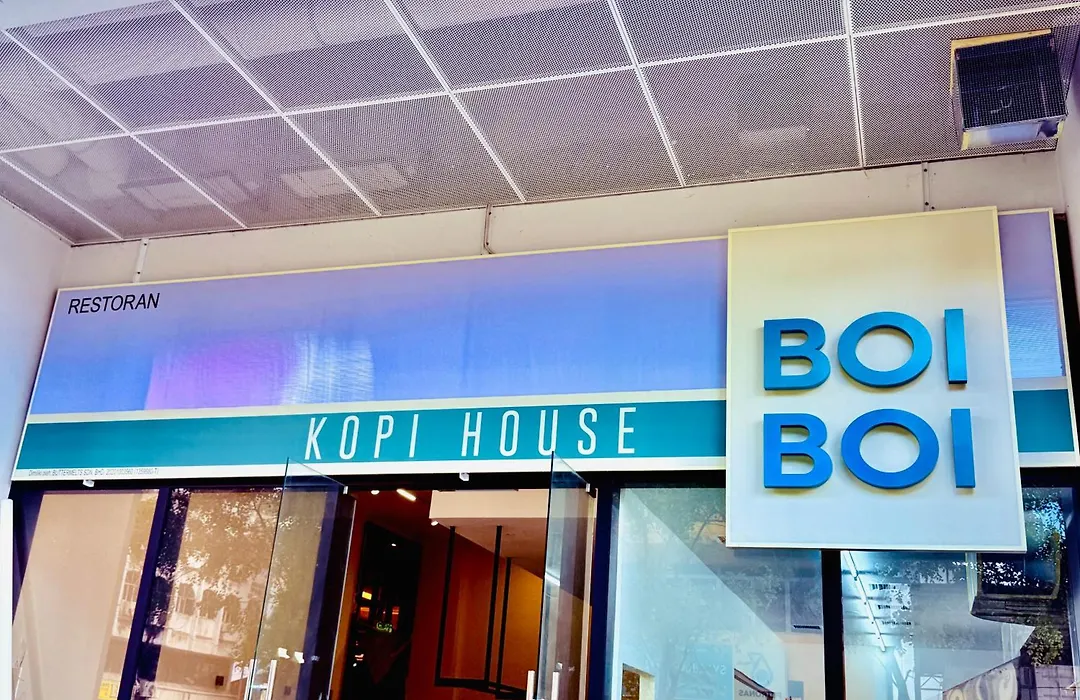 RESTORAN
KOPI HOUSE
BOI
BOI